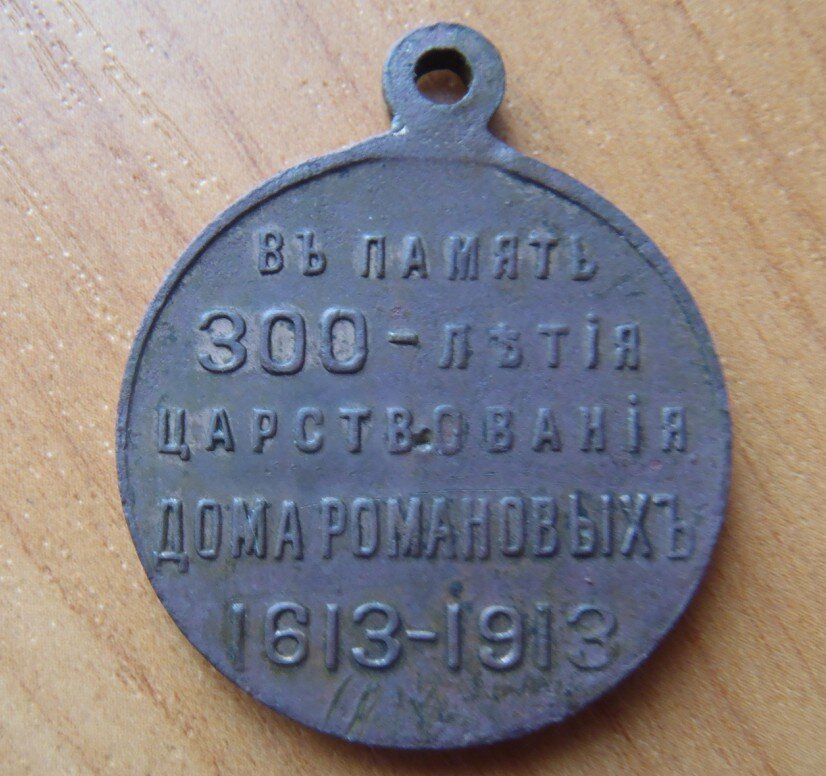 ВЪ ПАМЯТЬ
300-ЛѢТІЯ
ЦАРСТВОВАНІЯ
ДОМА РОМАНОВЫХЪ
1613-1913